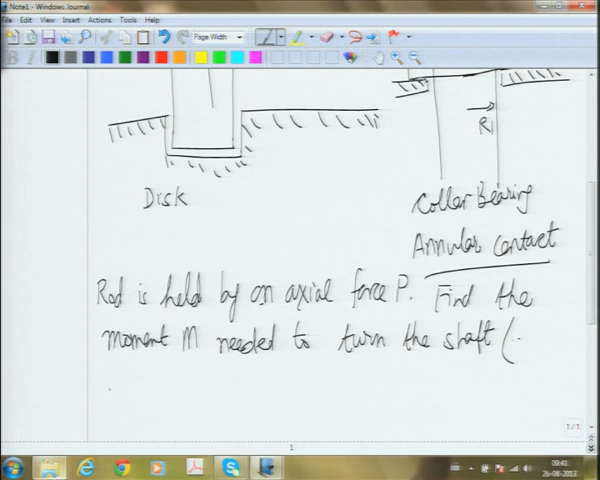 Note1 - Windows Journal
File Edit View Insert Actions Tools Help
Page Width
B I
R1
Disk
Collar Bearing
Annular contact
Rod is held by an axial force P. Find the
moment M needed to turn the shaft (..
1/1
1
09:41
26-08-2013